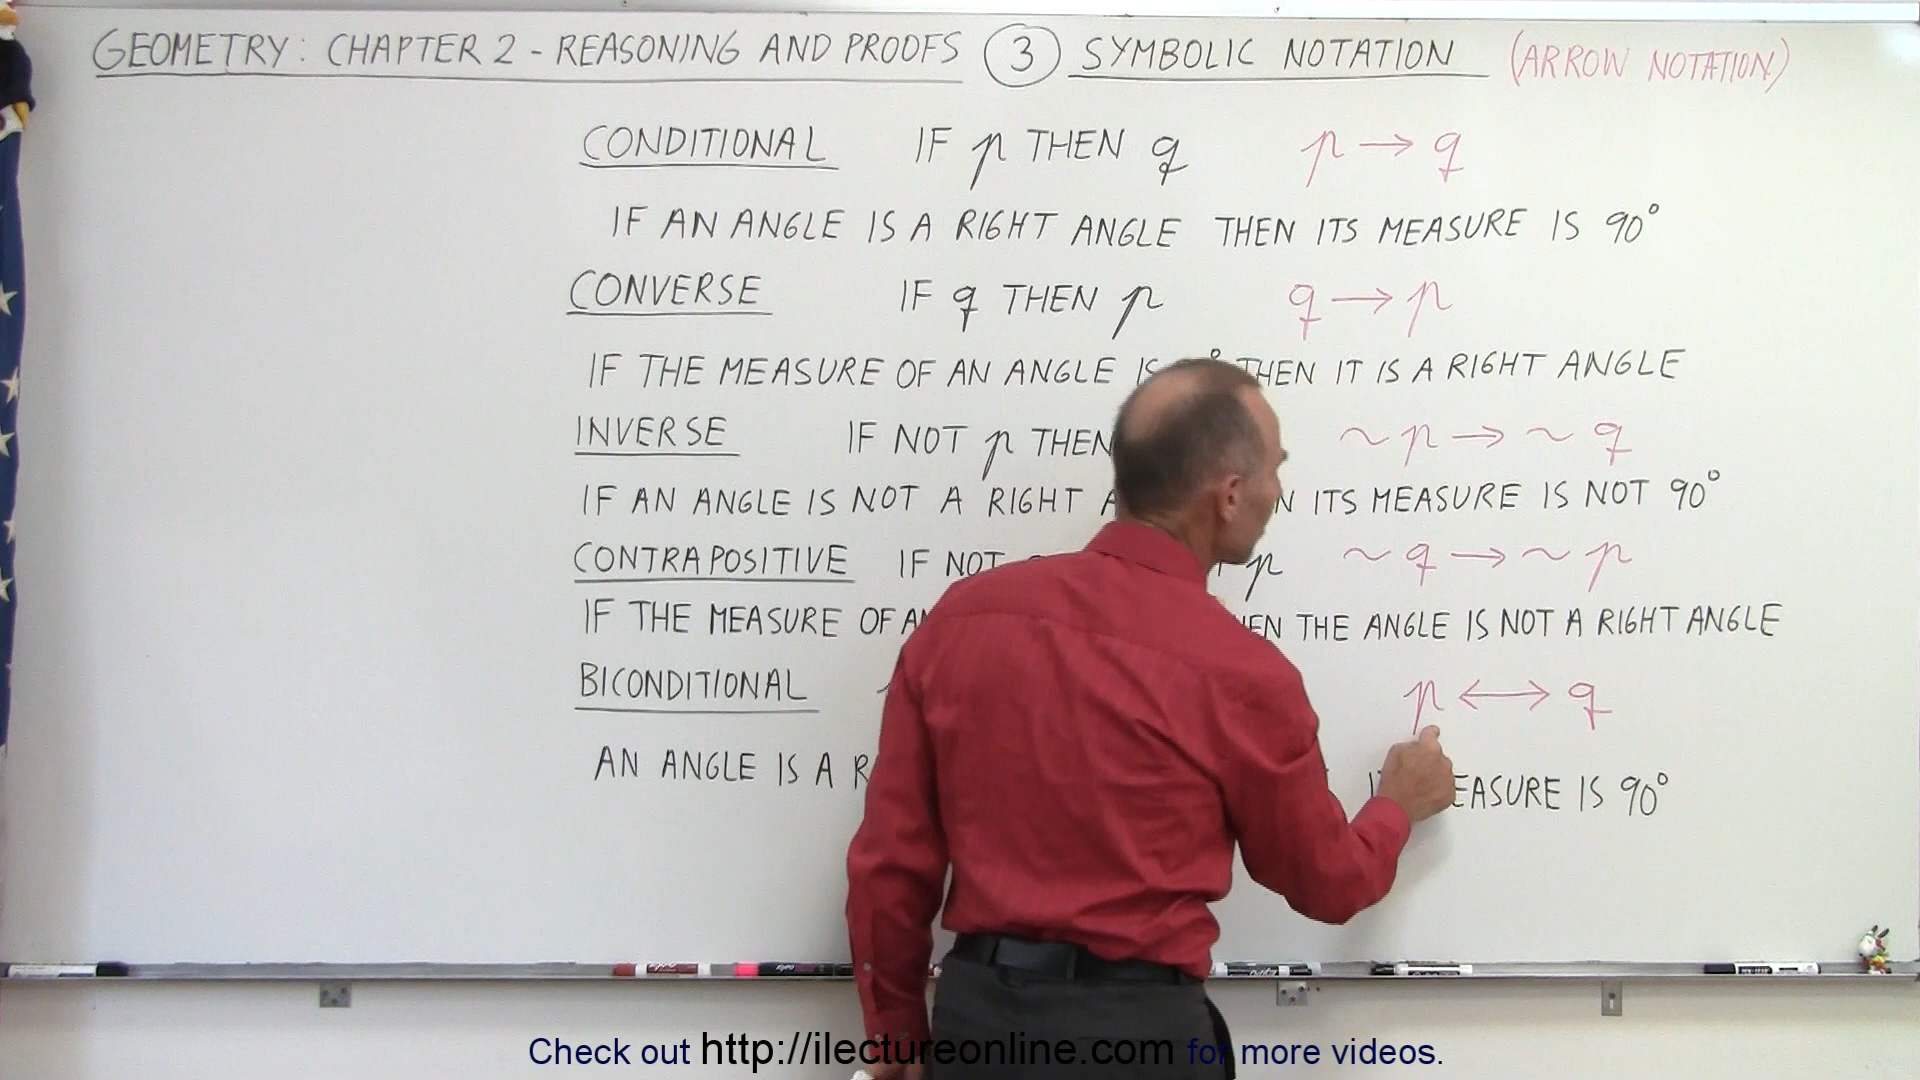 GEOMETRY: CHAPTER 2 - REASONING AND PROOFS 3 SYMBOLIC NOTATION (ARROW NOTATION)
CONDITIONAL IF p THEN q p → q
IF AN ANGLE IS A RIGHT ANGLE THEN ITS MEASURE IS 90°
CONVERSE IF q THEN p q → p
IF THE MEASURE OF AN ANGLE IS THEN IT IS A RIGHT ANGLE
INVERSE IF NOT p THEN ~p → ~q
IF AN ANGLE IS NOT A RIGHT ITS MEASURE IS NOT 90°
CONTRAPOSITIVE IF NOT p ~q → ~p
IF THE MEASURE OF THE ANGLE IS NOT A RIGHT ANGLE
BICONDITIONAL p ↔ q
AN ANGLE IS A IS 90°
Check out http://ilectureonline.com for more videos.